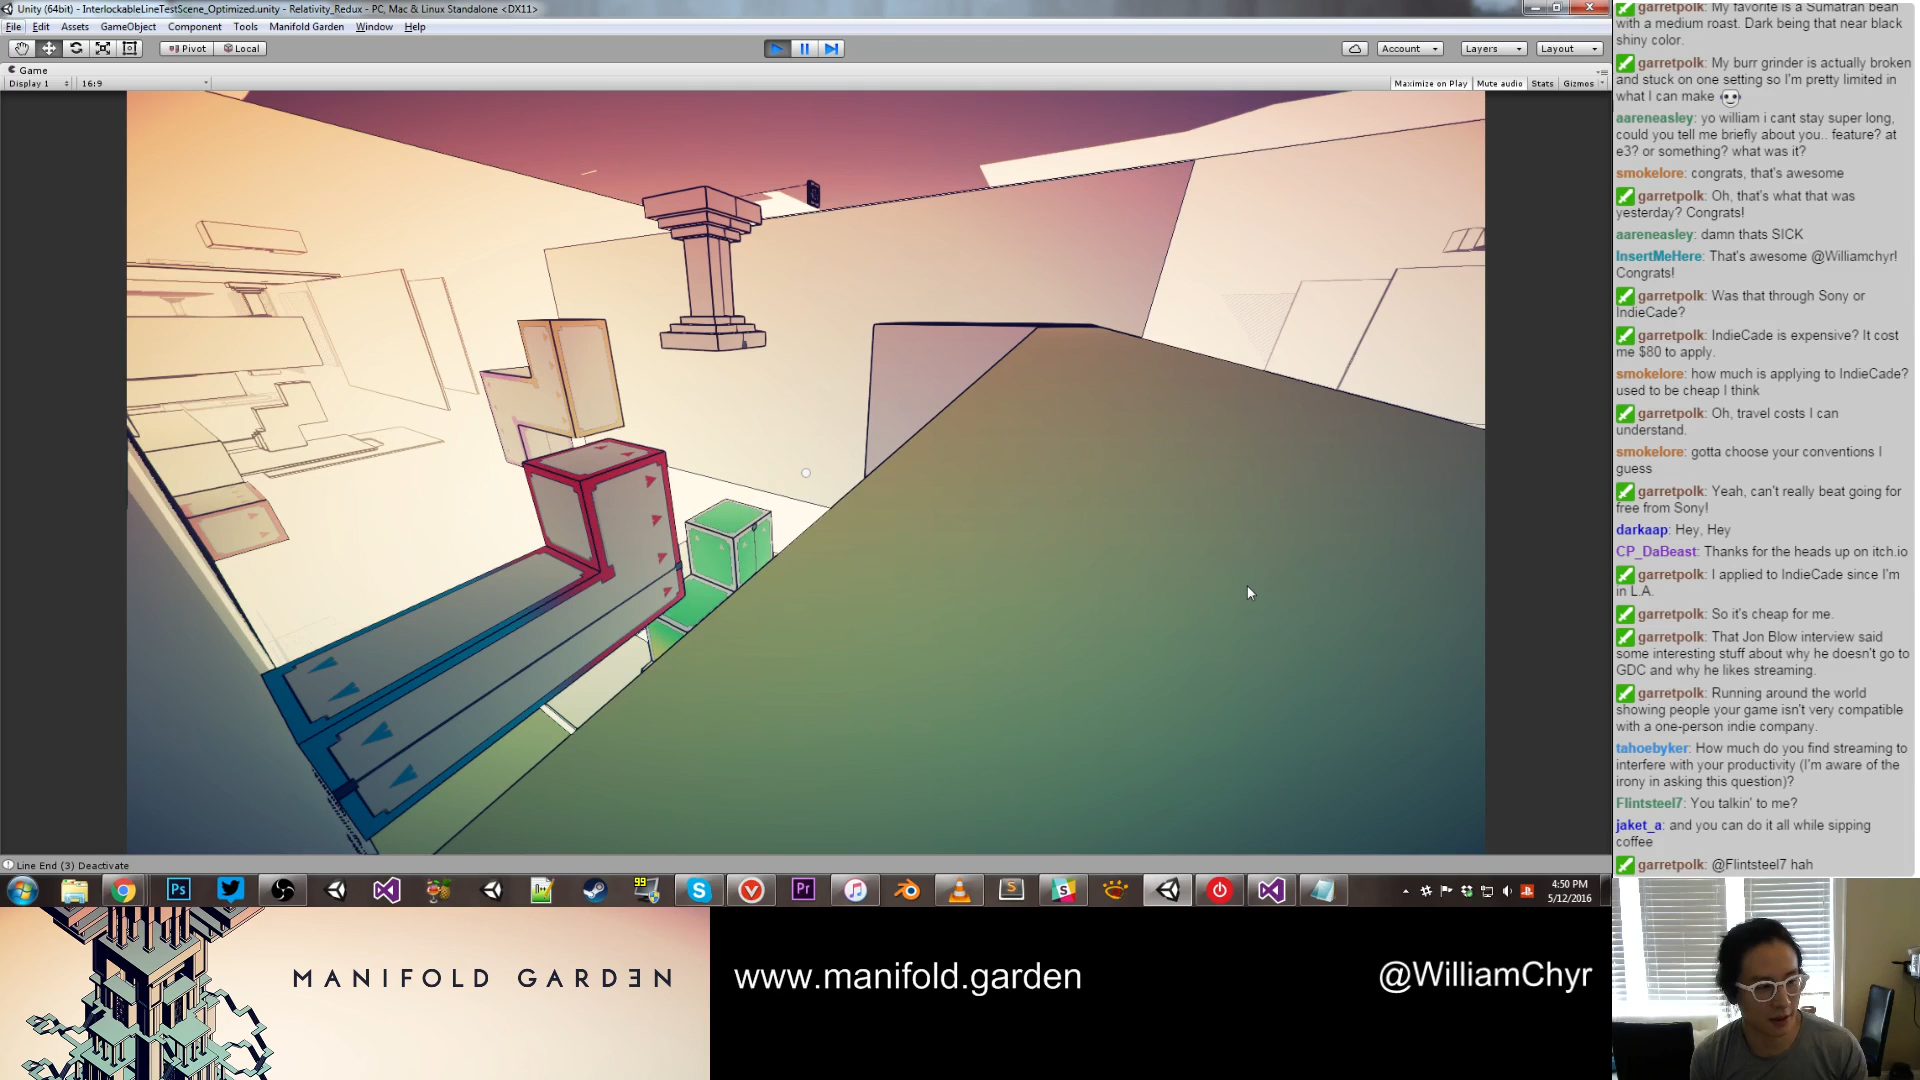 Unity (64bit) - InterlockableLineTestScene_Optimized.unity - Relativity_Redux - PC, Mac & Linux Standalone <DX11>
File Edit Assets GameObject Component Tools Manifold Garden Window Help
Pivot Local Account Layers Layout
Game
Display 1 16:9 Maximize on Play Mute audio Stats Gizmos
Line End (3) Deactivate
99
4:50 PM
5/12/2016
MANIFOLD GARDƎN
www.manifold.garden
@WilliamChyr
garretpolk: My favorite is a Sumatran bean
with a medium roast. Dark being that near black
shiny color.
garretpolk: My burr grinder is actually broken
and stuck on one setting so I'm pretty limited in
what I can make
aareneasley: yo william i cant stay super long,
could you tell me briefly about you.. feature? at
e3? or something? what was it?
smokelore: congrats, that's awesome
garretpolk: Oh, that's what that was
yesterday? Congrats!
aareneasley: damn thats SICK
InsertMeHere: That's awesome @Williamchyr!
Congrats!
garretpolk: Was that through Sony or
IndieCade?
garretpolk: IndieCade is expensive? It cost
me $80 to apply.
smokelore: how much is applying to IndieCade?
used to be cheap I think
garretpolk: Oh, travel costs I can
understand.
smokelore: gotta choose your conventions I
guess
garretpolk: Yeah, can't really beat going for
free from Sony!
darkaap: Hey, Hey
CP_DaBeast: Thanks for the heads up on itch.io
garretpolk: I applied to IndieCade since I'm
in L.A.
garretpolk: So it's cheap for me.
garretpolk: That Jon Blow interview said
some interesting stuff about why he doesn't go to
GDC and why he likes streaming.
garretpolk: Running around the world
showing people your game isn't very compatible
with a one-person indie company.
tahoebyker: How much do you find streaming to
interfere with your productivity (I'm aware of the
irony in asking this question)?
Flintsteel7: You talkin' to me?
jaket_a: and you can do it all while sipping
coffee
garretpolk: @Flintsteel7 hah